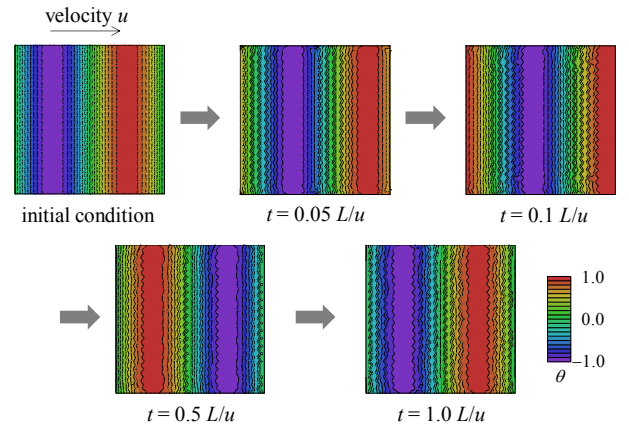 velocity u
initial condition
t = 0.05 L/u
t = 0.1 L/u
t = 0.5 L/u
t = 1.0 L/u
1.0
0.0
−1.0
θ